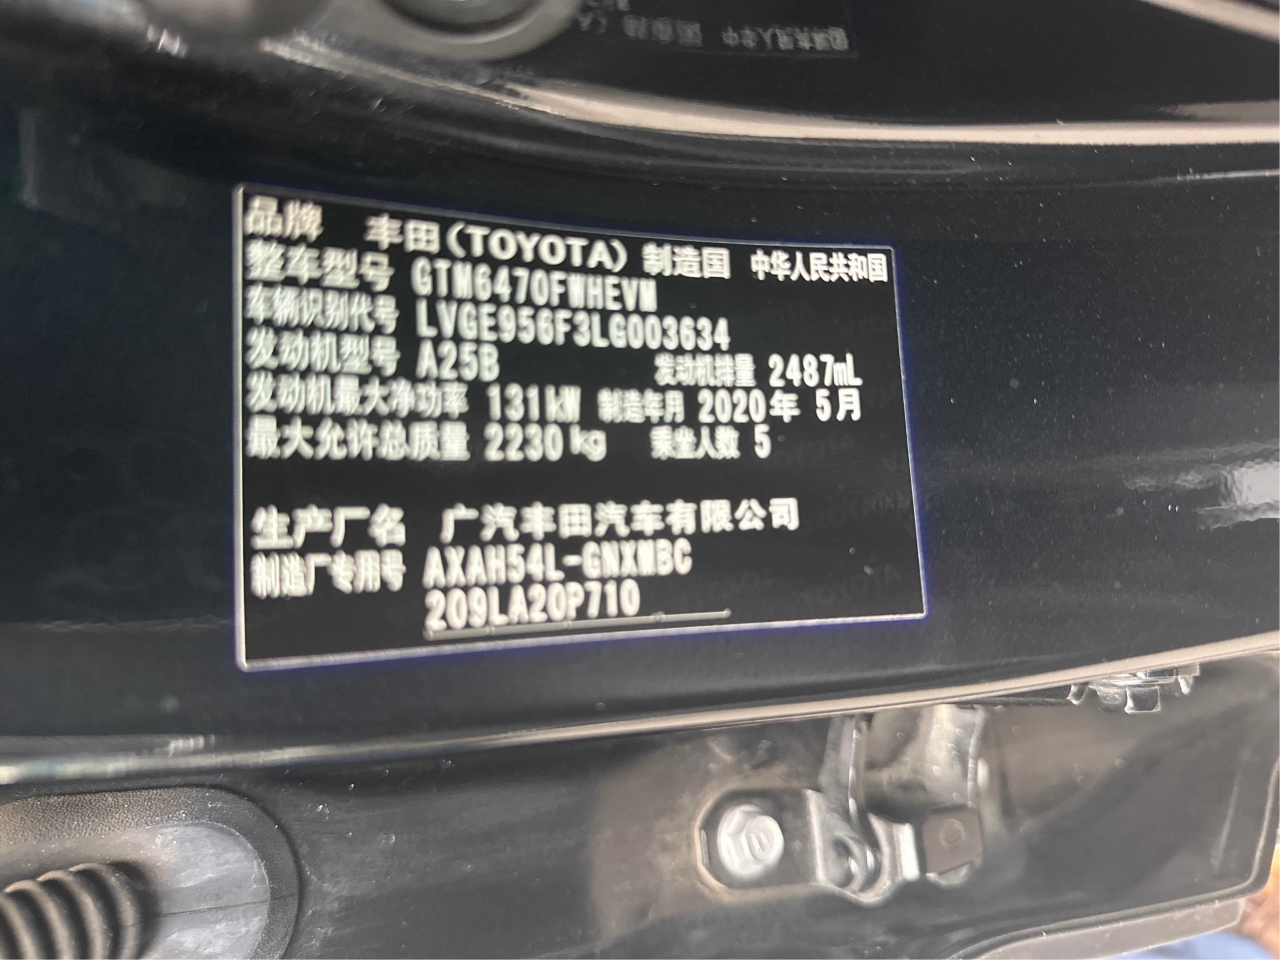 品牌 丰田(TOYOTA) 制造国 中华人民共和国
整车型号 GTM6470FWHEVM
车辆识别代号 LVGE956F3LG003634
发动机型号 A25B 发动机排量 2487mL
发动机最大净功率 131kW 制造年月 2020年 5月
最大允许总质量 2230kg 乘坐人数 5
生产厂名 广汽丰田汽车有限公司
制造厂专用号 AXAH54L-GNXMBC
209LA20P710